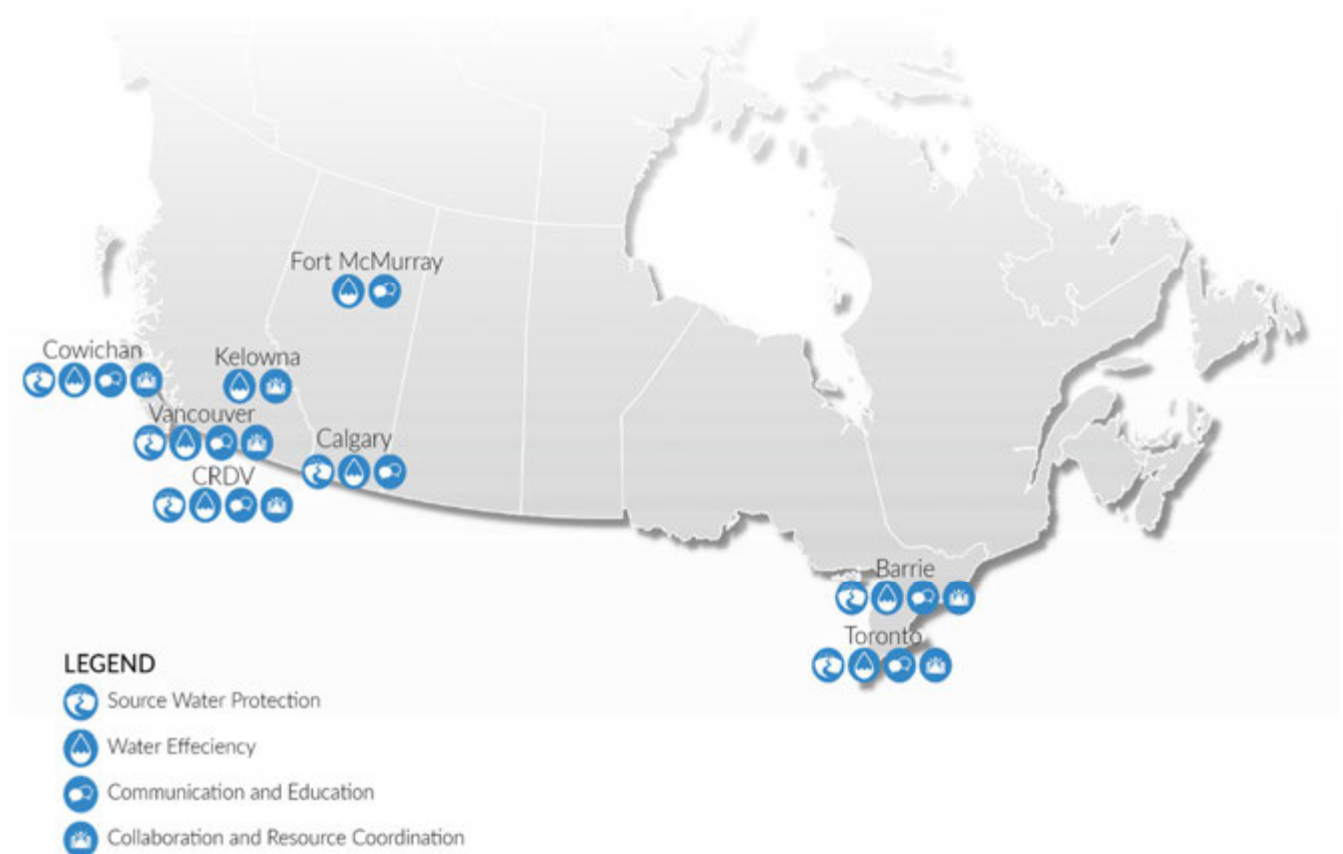 Fort McMurray
Cowichan
Kelowna
Vancouver
Calgary
CRDV
Barrie
Toronto
LEGEND
Source Water Protection
Water Effeciency
Communication and Education
Collaboration and Resource Coordination